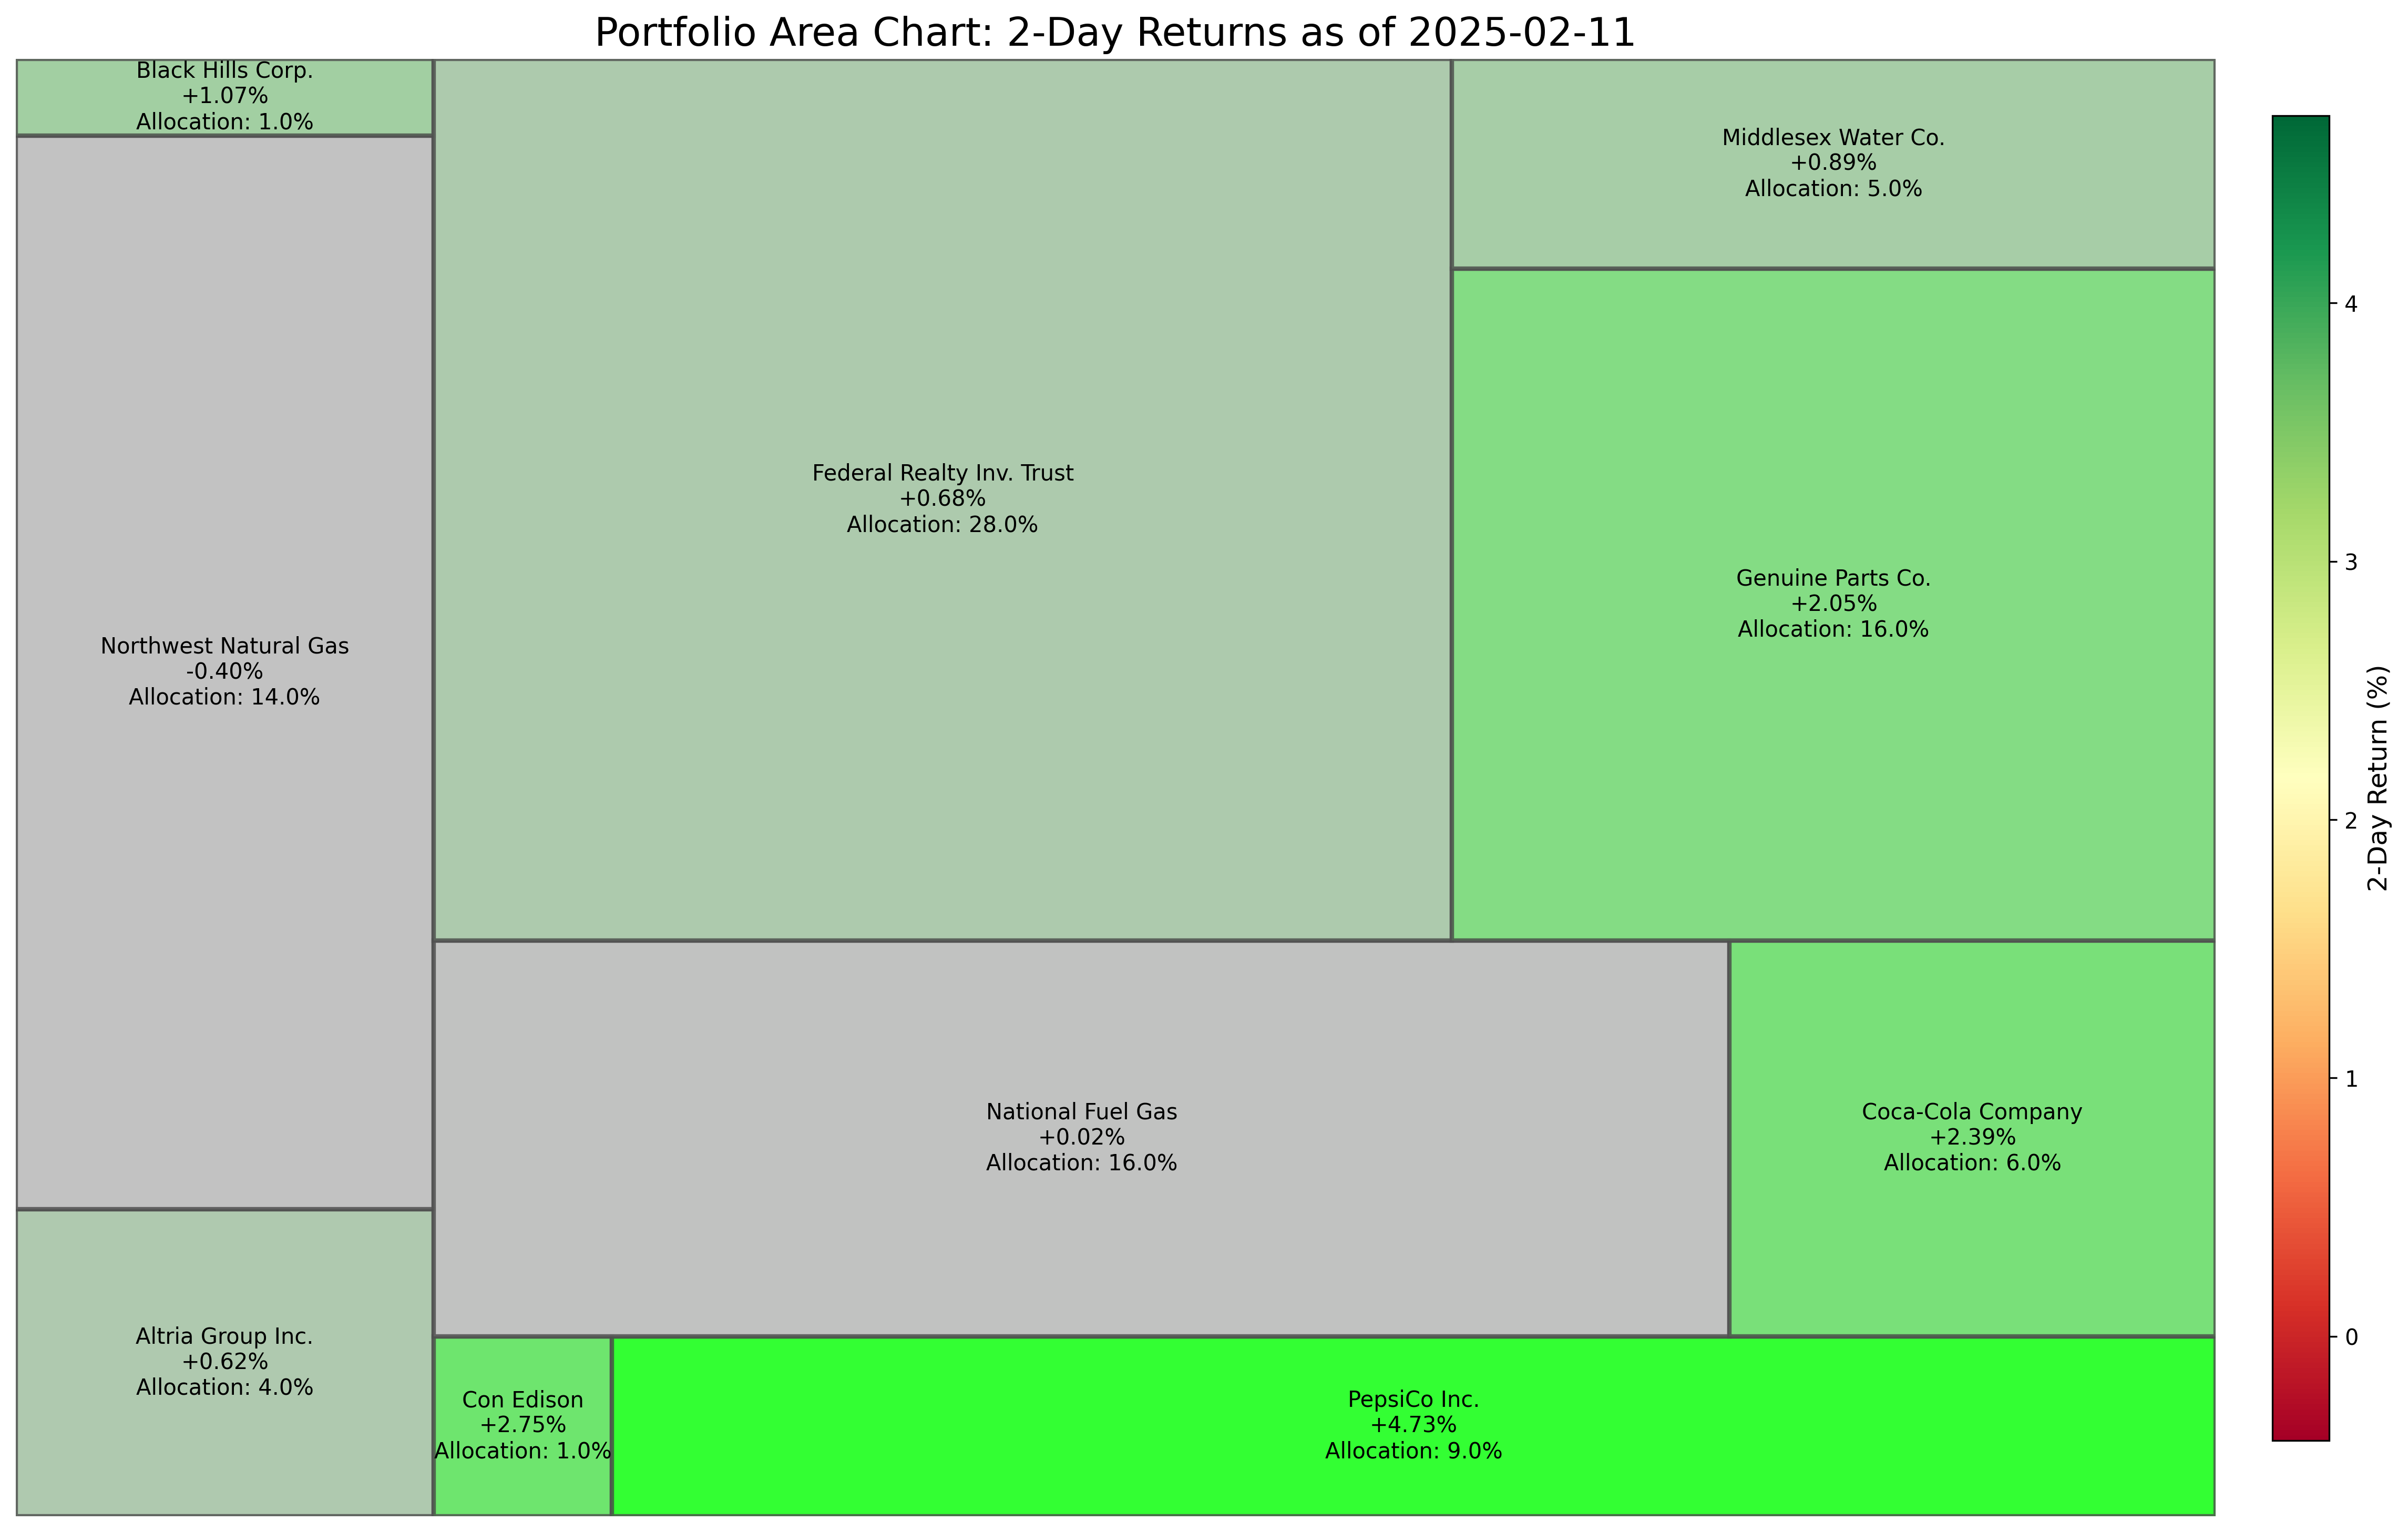 Portfolio Area Chart: 2-Day Returns as of 2025-02-11
Black Hills Corp.
+1.07%
Allocation: 1.0%
Northwest Natural Gas
-0.40%
Allocation: 14.0%
Altria Group Inc.
+0.62%
Allocation: 4.0%
Federal Realty Inv. Trust
+0.68%
Allocation: 28.0%
Middlesex Water Co.
+0.89%
Allocation: 5.0%
Genuine Parts Co.
+2.05%
Allocation: 16.0%
National Fuel Gas
+0.02%
Allocation: 16.0%
Coca-Cola Company
+2.39%
Allocation: 6.0%
Con Edison
+2.75%
Allocation: 1.0%
PepsiCo Inc.
+4.73%
Allocation: 9.0%
4
3
2
1
0
2-Day Return (%)